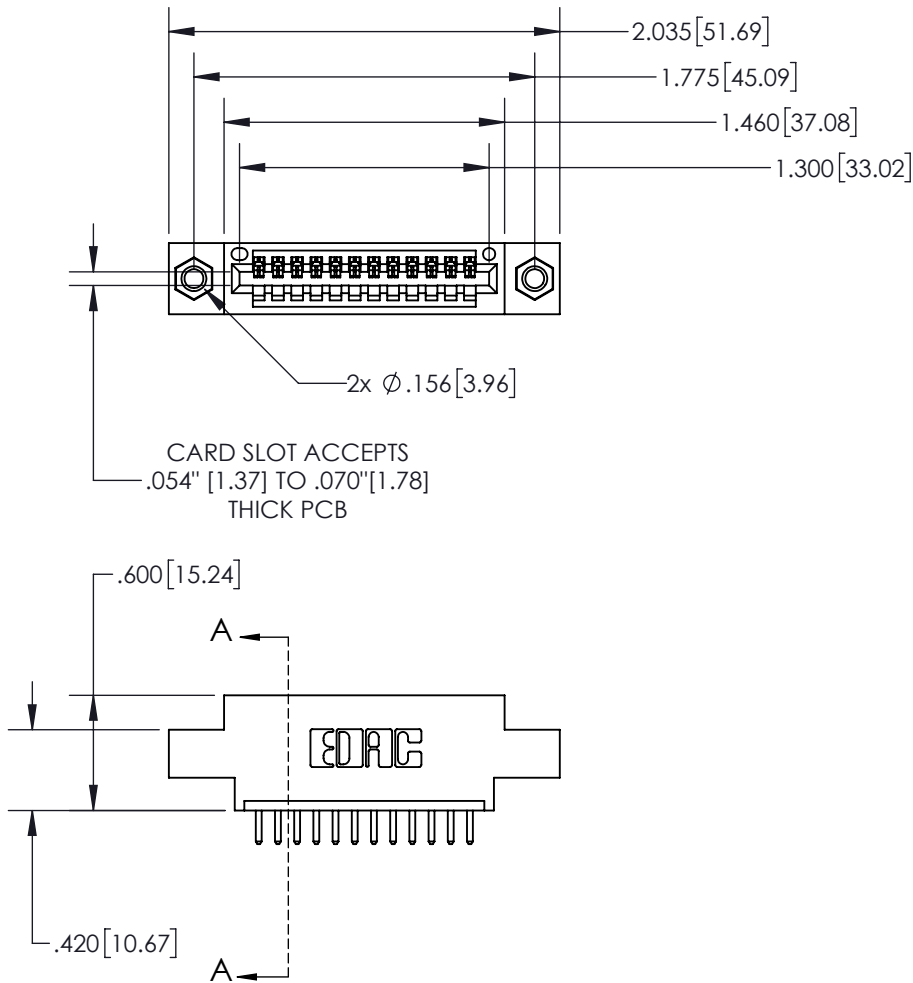 2.035[51.69]
1.775[45.09]
1.460[37.08]
1.300[33.02]
2x ∅.156[3.96]
CARD SLOT ACCEPTS
.054" [1.37] TO .070"[1.78]
THICK PCB
.600[15.24]
A
EDAC
.420[10.67]
A